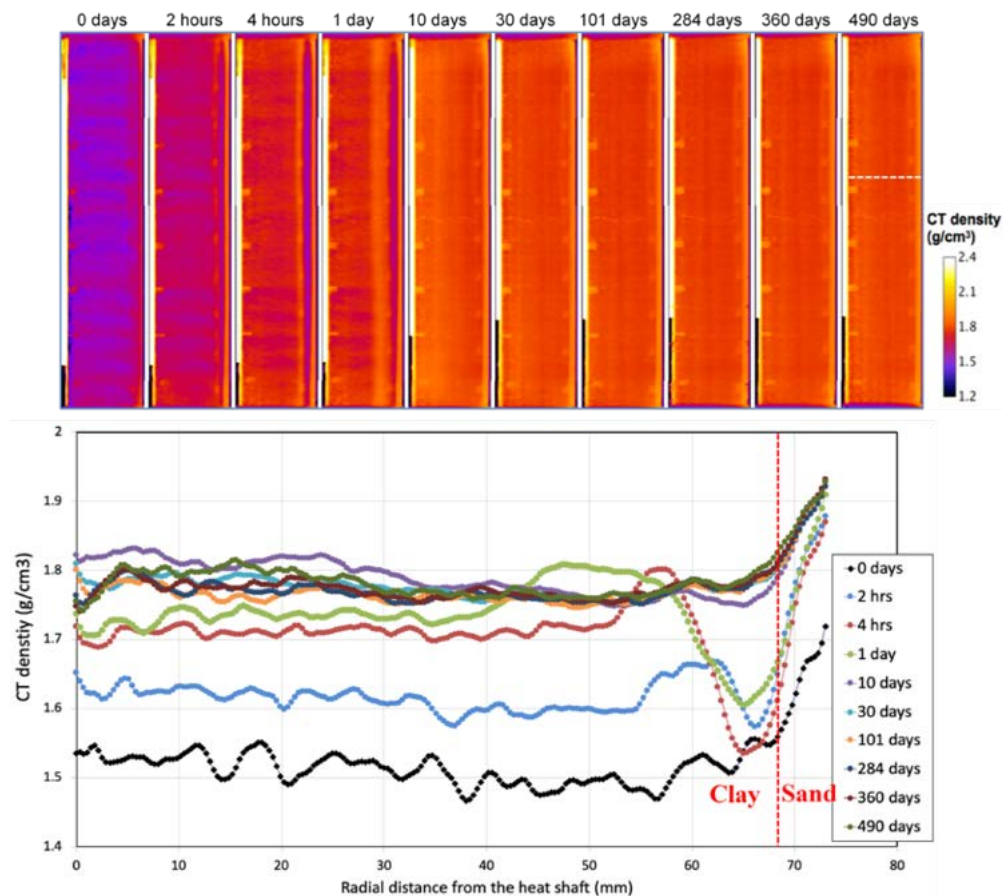 0 days 2 hours 4 hours 1 day 10 days 30 days 101 days 284 days 360 days 490 days
CT density
(g/cm³)
2.4
2.1
1.8
1.5
1.2
2
1.9
1.8
1.7
1.6
1.5
1.4
CT denstiy (g/cm3)
0 10 20 30 40 50 60 70 80
Radial distance from the heat shaft (mm)
Clay Sand
0 days
2 hrs
4 hrs
1 day
10 days
30 days
101 days
284 days
360 days
490 days